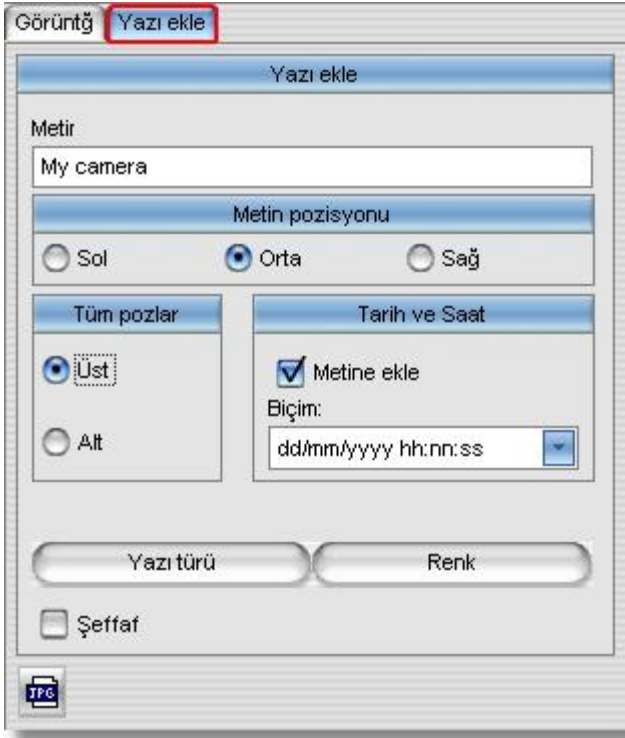 Görüntğ Yazı ekle
Yazı ekle
Metir
My camera
Metin pozisyonu
Sol Orta Sağ
Tüm pozlar Tarih ve Saat
Üst Metine ekle
Biçim:
Alt dd/mm/yyyy hh:nn:ss
Yazı türü Renk
Şeffaf
JPG